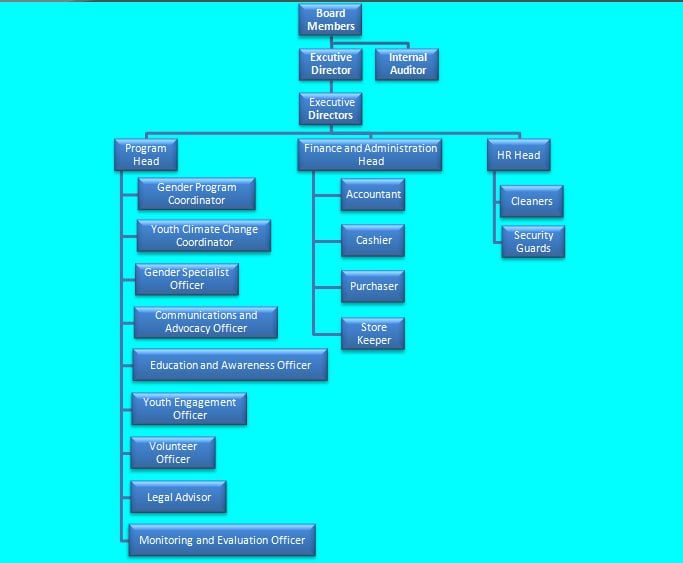 Board
Members
Excutive
Director
Internal
Auditor
Executive
Directors
Program
Head
Finance and Administration
Head
HR Head
Gender Program
Coordinator
Youth Climate Change
Coordinator
Gender Specialist
Officer
Communications and
Advocacy Officer
Education and Awareness Officer
Youth Engagement
Officer
Volunteer
Officer
Legal Advisor
Monitoring and Evaluation Officer
Accountant
Cashier
Purchaser
Store
Keeper
Cleaners
Security
Guards